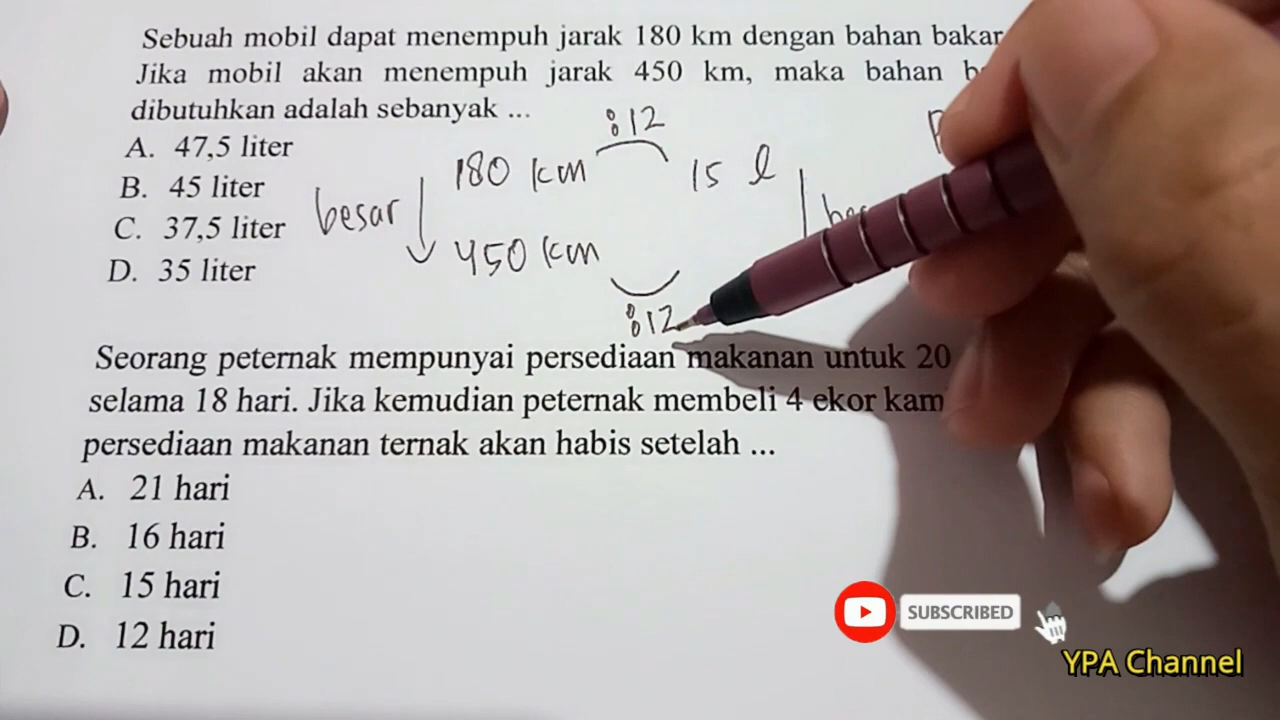 Sebuah mobil dapat menempuh jarak 180 km dengan bahan bakar
Jika mobil akan menempuh jarak 450 km, maka bahan
dibutuhkan adalah sebanyak ...
A. 47,5 liter
B. 45 liter
C. 37,5 liter
D. 35 liter
:12
180 km 15 l
besar
450 km
:12
Seorang peternak mempunyai persediaan makanan untuk 20
selama 18 hari. Jika kemudian peternak membeli 4 ekor
persediaan makanan ternak akan habis setelah ...
A. 21 hari
B. 16 hari
C. 15 hari
D. 12 hari
SUBSCRIBED
YPA Channel